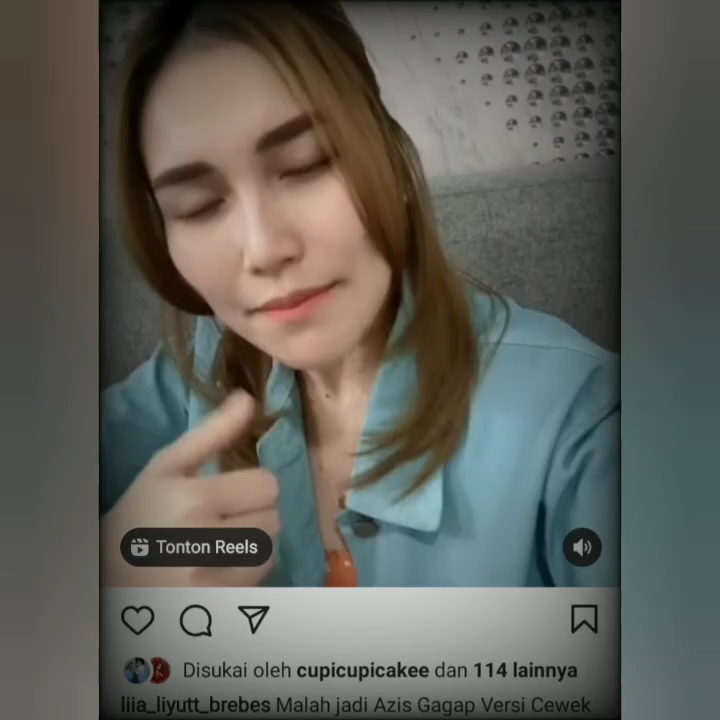 Tonton Reels
Disukai oleh cupicupicakee dan 114 lainnya
liia_liyutt_brebes Malah jadi Azis Gagap Versi Cewek